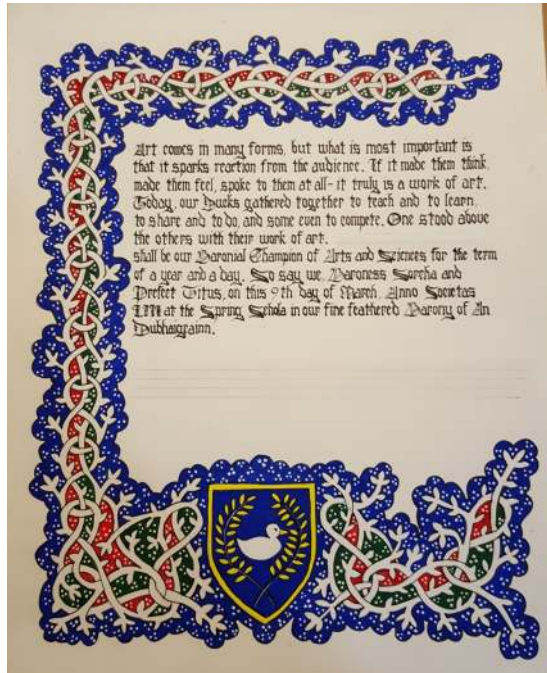 Art comes in many forms, but what is most important is
that it sparks reaction from the audience. If it made them think,
made them feel, spoke to them at all- it truly is a work of art.
Today, our Ducks gathered together to teach and to learn,
to share and to do, and some even to compete. One stood above
the others with their work of art.
shall be our Baronial Champion of Arts and Sciences for the term
of a year and a day. So say we, Baroness Sorcha and
Prefect Titus, on this 9th day of March, Anno Societas
LVIII at the Spring Schola in our fine feathered Barony of An
Dubhaigeainn.